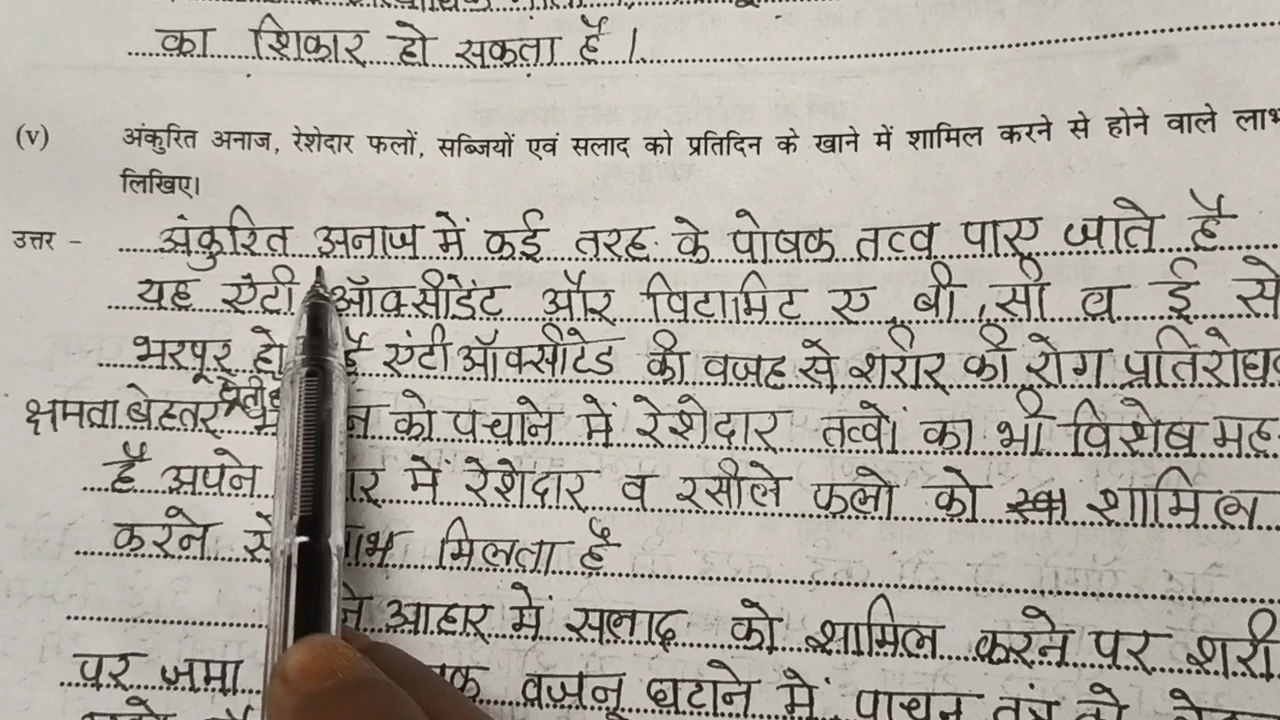 का शिकार हो सकता है।
(v) अंकुरित अनाज, रेशेदार फलों, सब्जियों एवं सलाद को प्रतिदिन के खाने में शामिल करने से होने वाले लाभ
लिखिए।
उत्तर - अंकुरित अनाज में कई तरह के पोषक तत्व पाए जाते है
यह एंटी ऑक्सीडेंट और विटामिट ए, बी, सी व ई से
भरपूर हो है एंटी ऑक्सीटेड की वजह से शरीर की रोग प्रतिरोधक
क्षमता बेहतर को पचाने में रेशेदार तत्वों का भी विशेष
है अपने में रेशेदार व रसीले फलो को शामिल
करने से लाभ मिलता है
आहार में सलाद को शामिल करने पर
पर जमा वजन घटाने में पाचन तंत्र